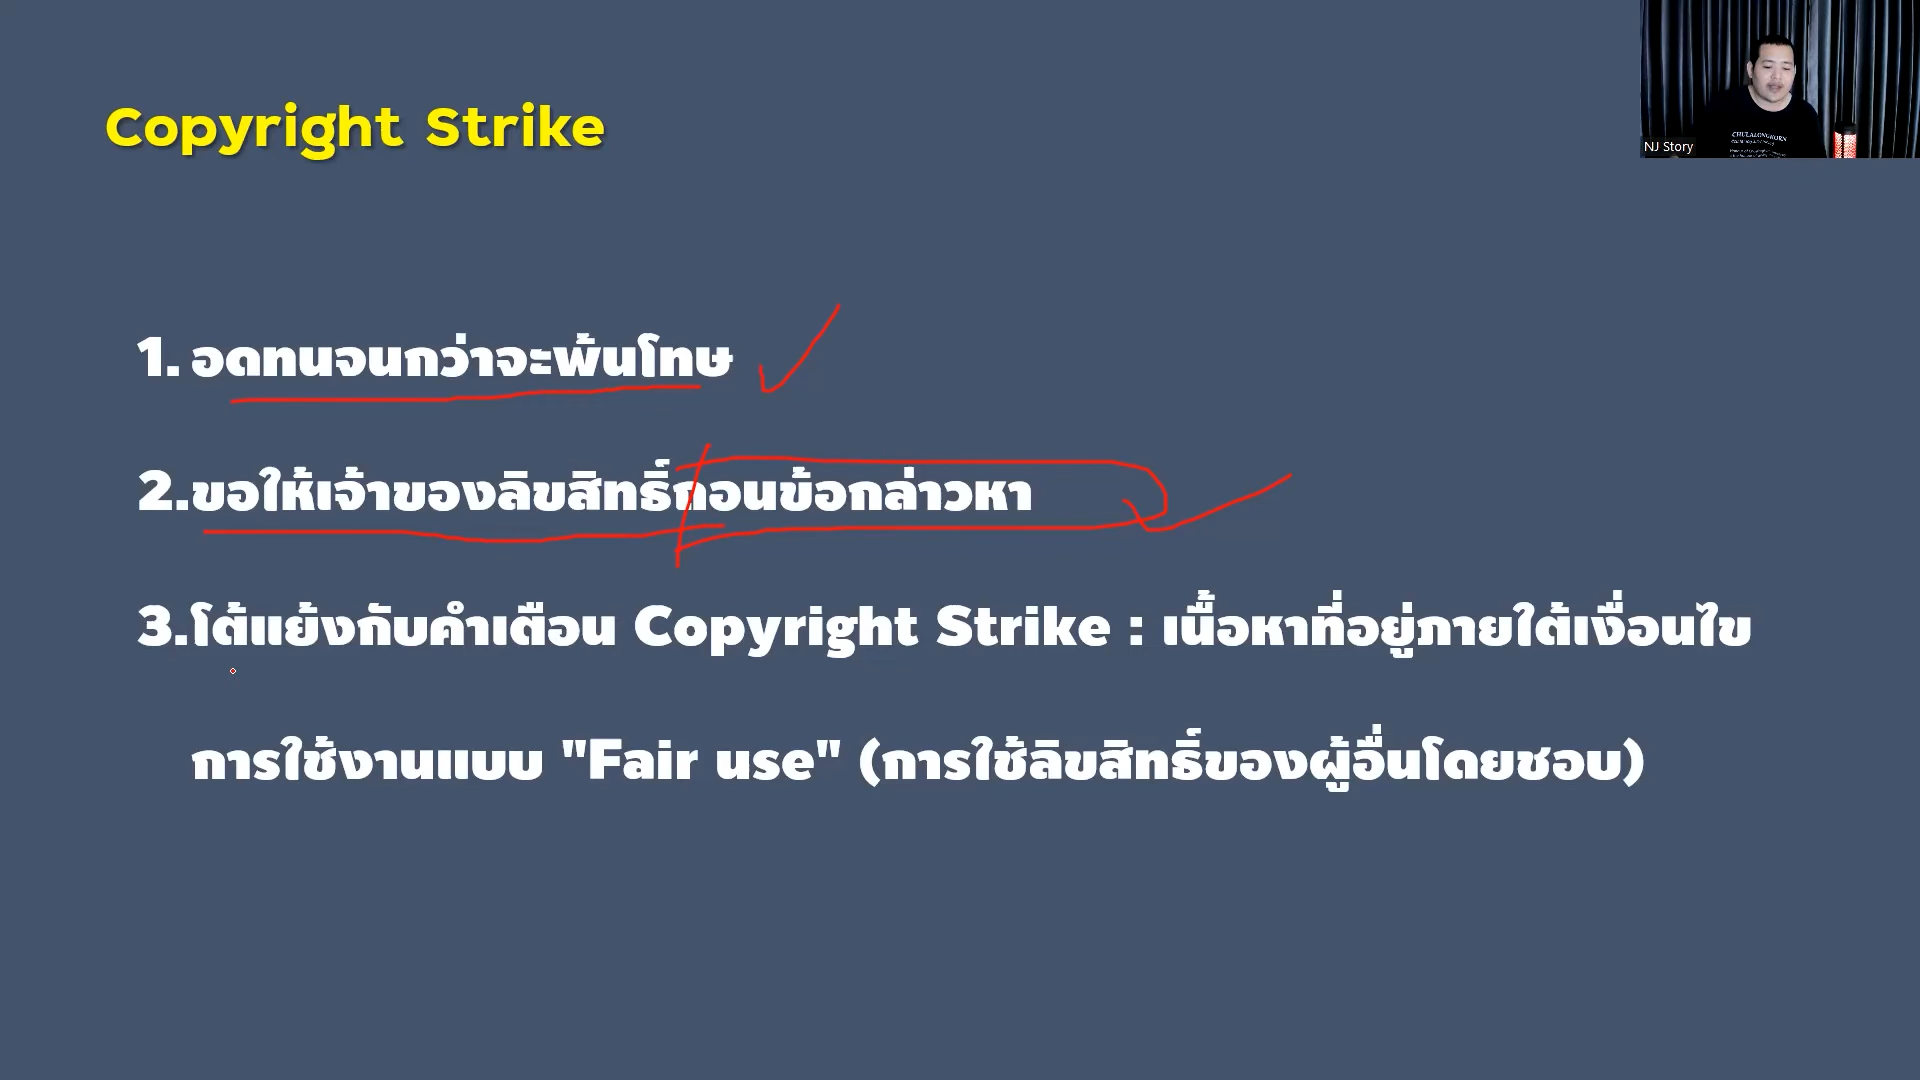 Copyright Strike
NJ Story
CHULALONGKORN
1. อดทนจนกว่าจะพ้นโทษ
2.ขอให้เจ้าของลิขสิทธิ์ถอนข้อกล่าวหา
3.โต้แย้งกับคำเตือน Copyright Strike : เนื้อหาที่อยู่ภายใต้เงื่อนไข
การใช้งานแบบ "Fair use" (การใช้ลิขสิทธิ์ของผู้อื่นโดยชอบ)